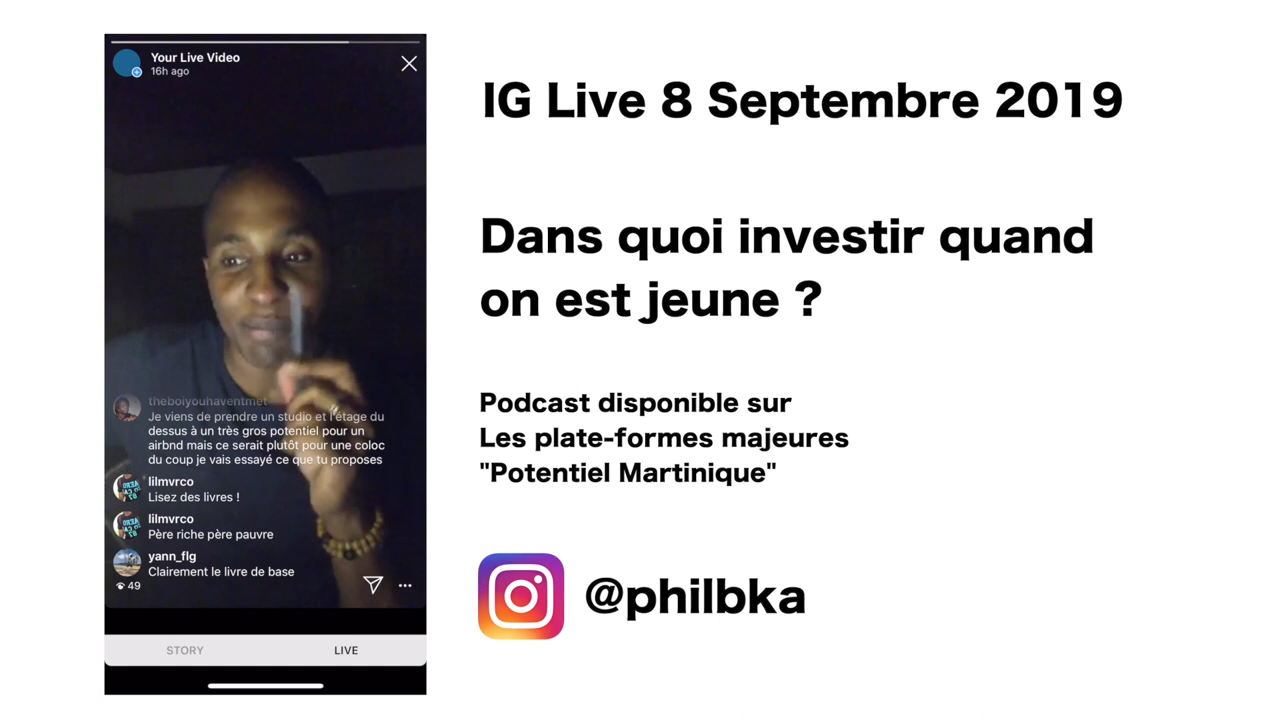 Your Live Video
16h ago
theboiyouhaventmet
Je viens de prendre un studio et l'étage du
dessus à un très gros potentiel pour un
airbnd mais ce serait plutôt pour une coloc
du coup je vais essayé ce que tu proposes
lilmvrco
Lisez des livres !
lilmvrco
Père riche père pauvre
yann_flg
Clairement le livre de base
49
STORY
LIVE
IG Live 8 Septembre 2019
Dans quoi investir quand
on est jeune ?
Podcast disponible sur
Les plate-formes majeures
"Potentiel Martinique"
@philbka